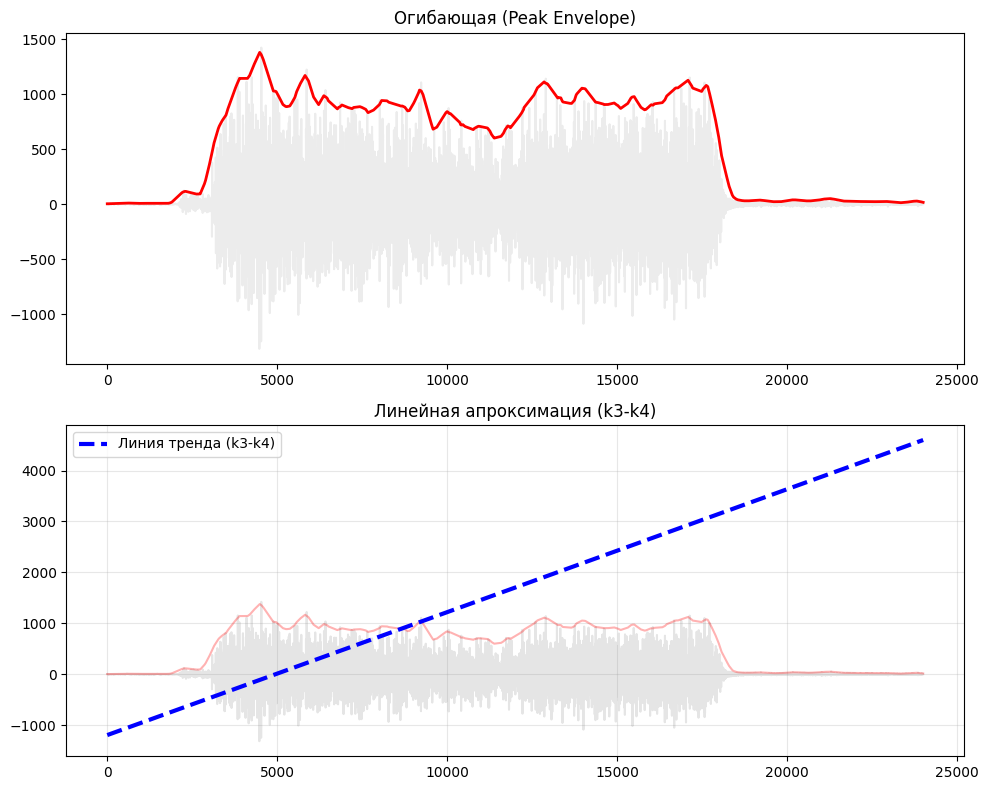 Огибающая (Peak Envelope)
1500
1000
500
0
−500
−1000
0 5000 10000 15000 20000 25000
Линейная апроксимация (k3-k4)
Линия тренда (k3-k4)
4000
3000
2000
1000
0
−1000
0 5000 10000 15000 20000 25000